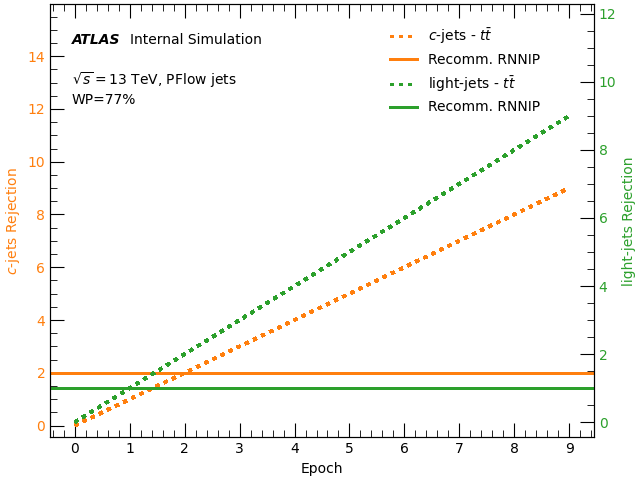 ATLAS Internal Simulation
√s = 13 TeV, PFlow jets
WP=77%
c-jets - tt̄
Recomm. RNNIP
light-jets - tt̄
Recomm. RNNIP
c-jets Rejection
14
12
10
8
6
4
2
0
0 1 2 3 4 5 6 7 8 9
Epoch
12
10
8
6
4
2
0
light-jets Rejection